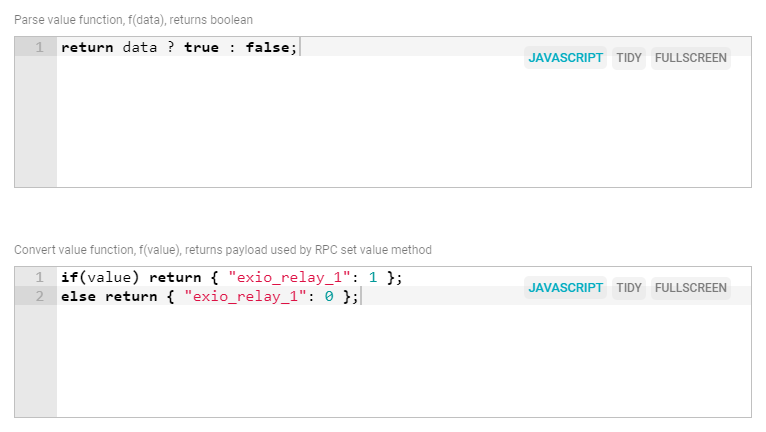 Parse value function, f(data), returns boolean
1 return data ? true : false;
JAVASCRIPT TIDY FULLSCREEN
Convert value function, f(value), returns payload used by RPC set value method
1 if(value) return { "exio_relay_1": 1 };
2 else return { "exio_relay_1": 0 };
JAVASCRIPT TIDY FULLSCREEN